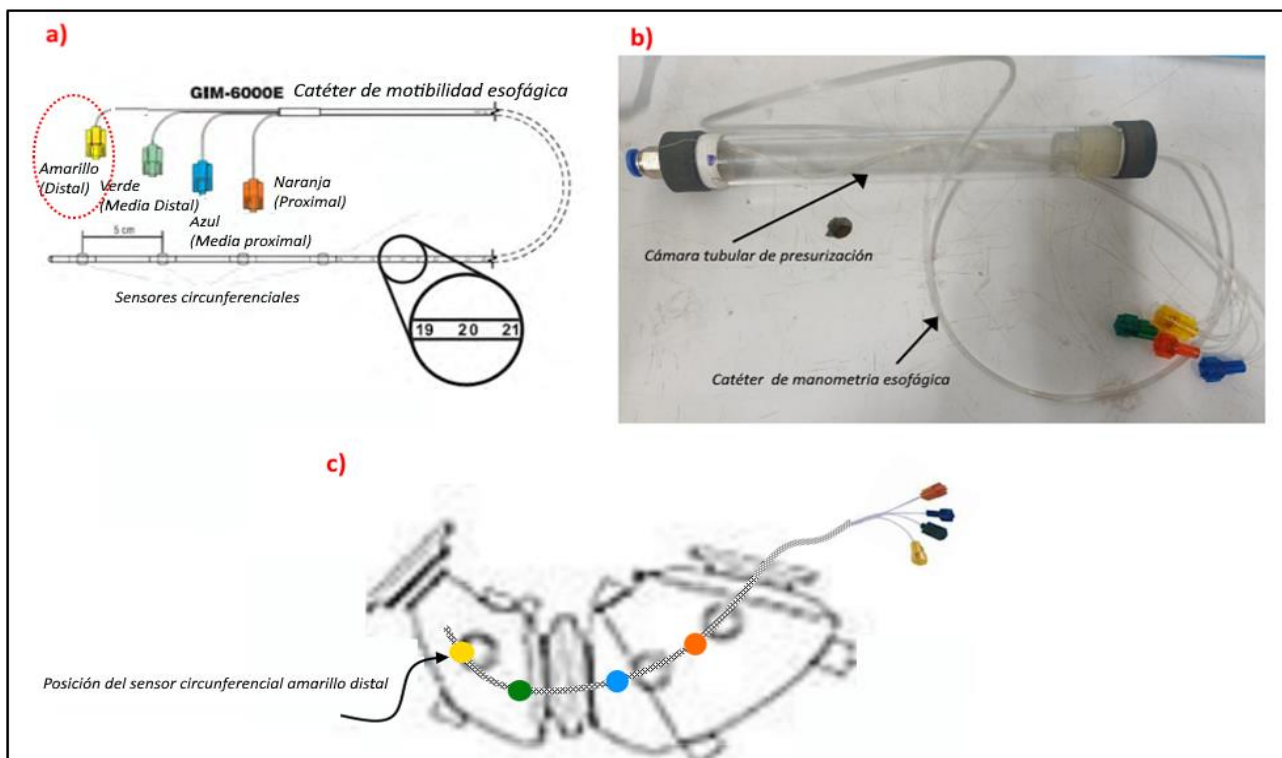 a)
GIM-6000E Catéter de motibilidad esofágica
Amarillo
(Distal)
Verde
(Media Distal)
Azul
(Media proximal)
Naranja
(Proximal)
5 cm
Sensores circunferenciales
19 20 21
b)
Cámara tubular de presurización
Catéter de manometria esofágica
c)
Posición del sensor circunferencial amarillo distal